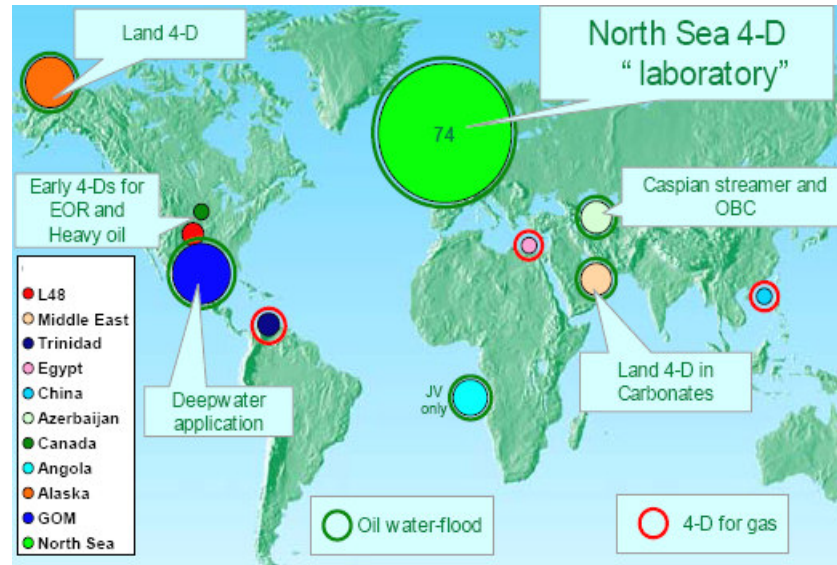 Land 4-D
North Sea 4-D
“ laboratory”
74
Early 4-Ds for
EOR and
Heavy oil
Caspian streamer and
OBC
L48
Middle East
Trinidad
Egypt
China
Azerbaijan
Canada
Angola
Alaska
GOM
North Sea
Deepwater
application
JV
only
Land 4-D in
Carbonates
Oil water-flood
4-D for gas